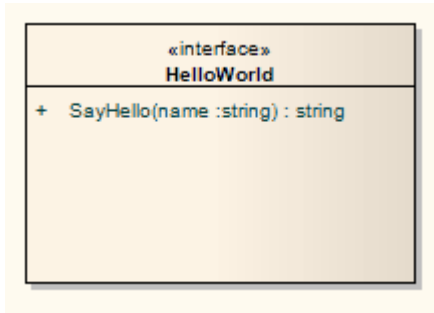 «interface»
HelloWorld
+ SayHello(name :string) : string